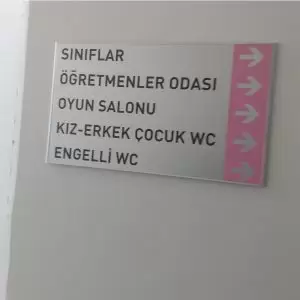 SINIFLAR
ÖĞRETMENLER ODASI
OYUN SALONU
KIZ-ERKEK ÇOCUK WC
ENGELLİ WC